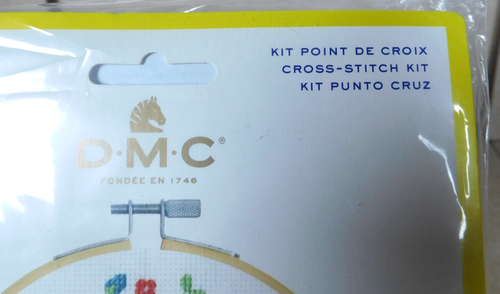 KIT POINT DE CROIX
CROSS-STITCH KIT
KIT PUNTO CRUZ
D·M·C®
FONDÉE EN 1746